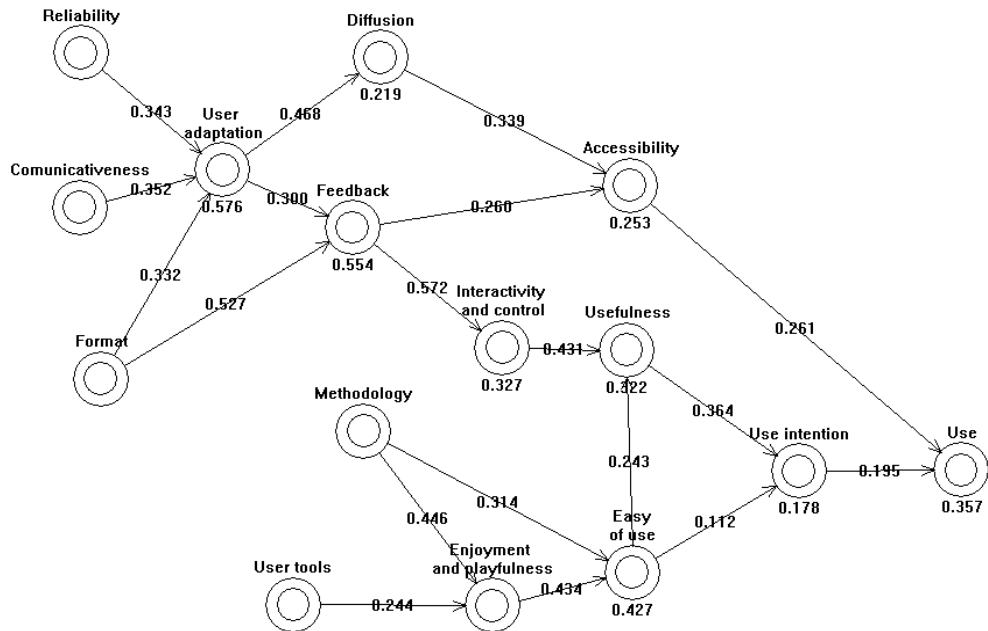 Reliability
Diffusion
0.343
User
adaptation
0.468
0.219
0.339
Comunicativeness
Accessibility
0.352
0.576
0.300
Feedback
0.260
0.253
0.554
0.332
0.527
0.572
Interactivity
and control
Usefulness
0.261
Format
0.431
0.327
0.322
Methodology
0.364
Use intention
Use
0.243
0.195
0.178
0.357
0.314
0.446
Easy
of use
0.112
Enjoyment
and playfulness
User tools
0.434
0.244
0.427